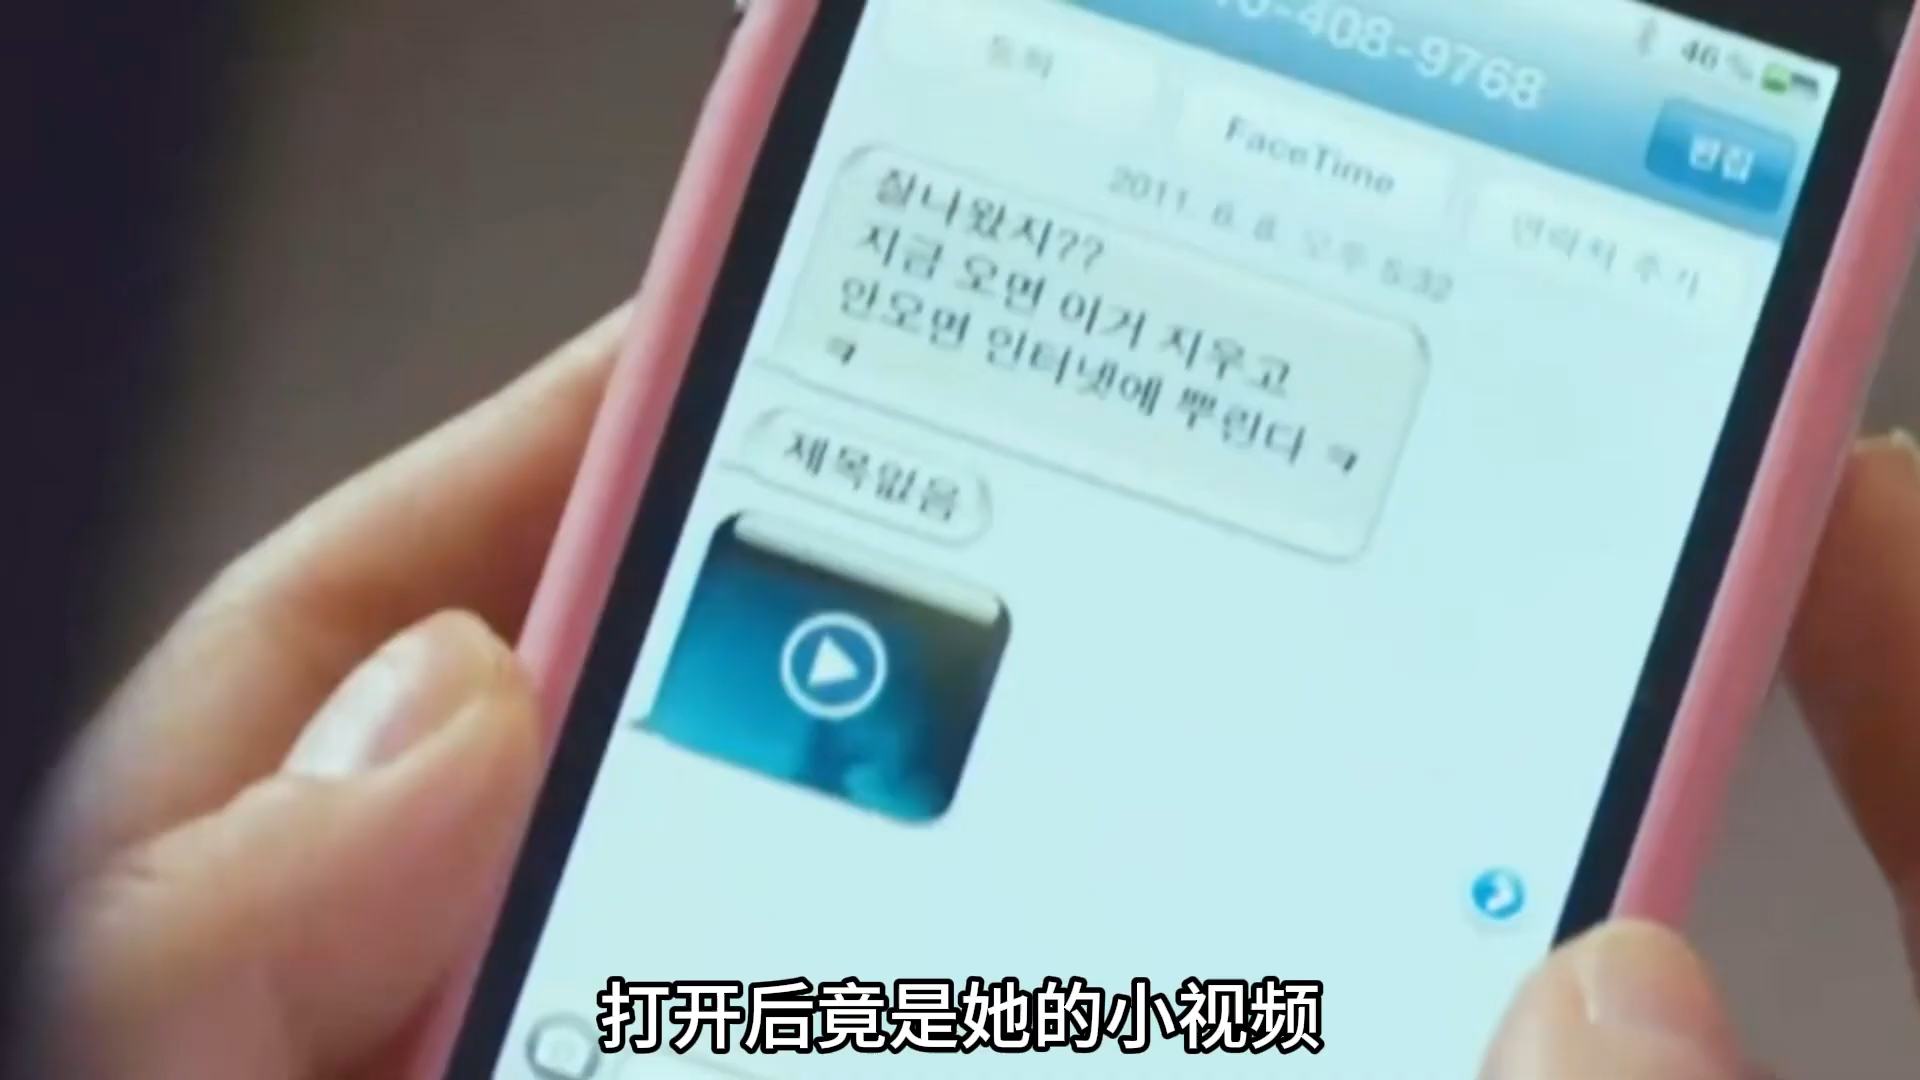 408-9768
46
통화
FaceTime
편집
연락처 추가
2011. 6. 8. 오후 5:32
잘나왔지??
지금 오면 이거 지우고
안오면 인터넷에 뿌린다 ㅋ
ㅋ
제목없음
打开后竟是她的小视频